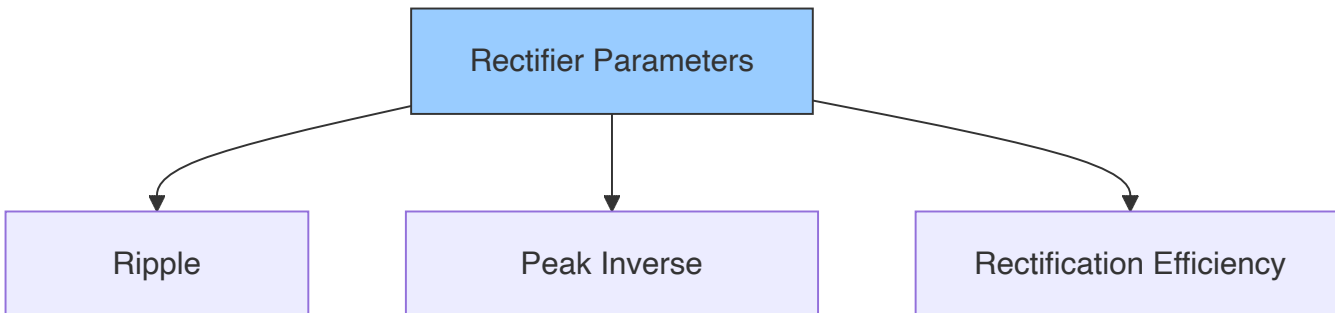 Rectifier Parameters
Ripple
Peak Inverse
Rectification Efficiency